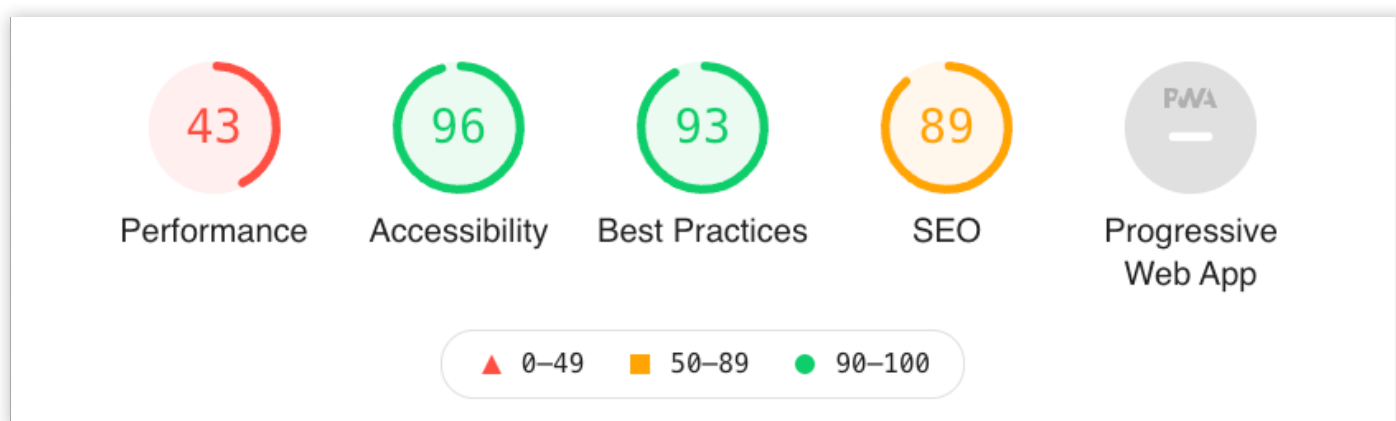 43
96
93
89
PWA
Performance
Accessibility
Best Practices
SEO
Progressive
Web App
0–49
50–89
90–100